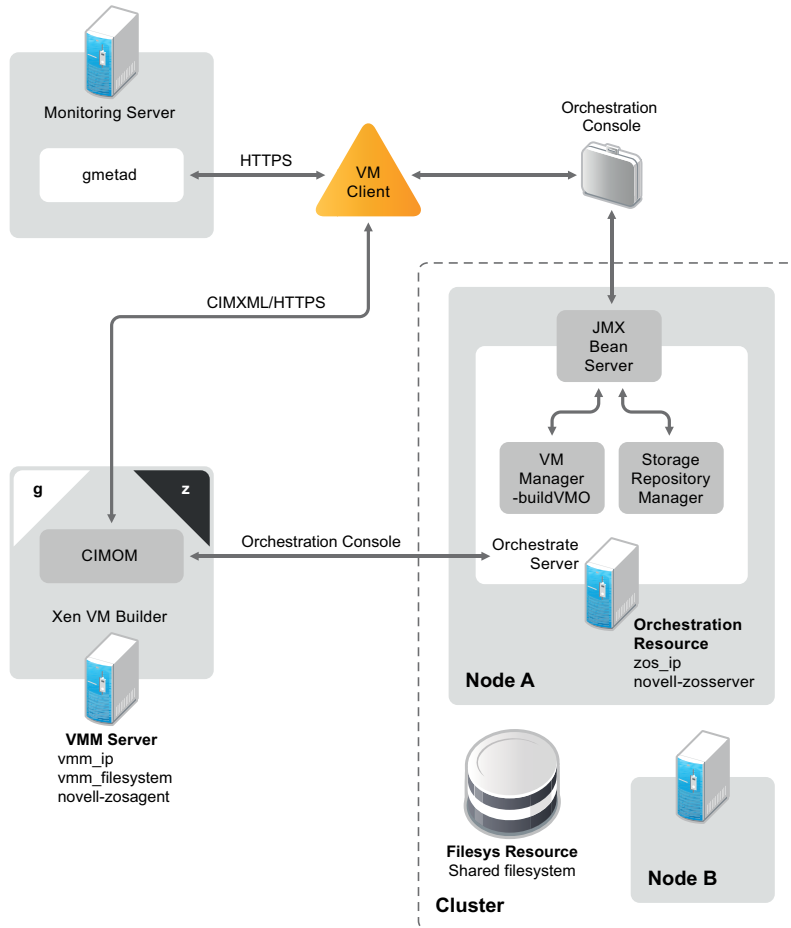 Monitoring Server
gmetad
HTTPS
VM
Client
Orchestration
Console
CIMXML/HTTPS
JMX
Bean
Server
VM
Manager
-buildVMO
Storage
Repository
Manager
g
z
CIMOM
Orchestration Console
Orchestrate
Server
Xen VM Builder
Orchestration
Resource
zos_ip
novell-zosserver
Node A
VMM Server
vmm_ip
vmm_filesystem
novell-zosagent
Filesys Resource
Shared filesystem
Node B
Cluster